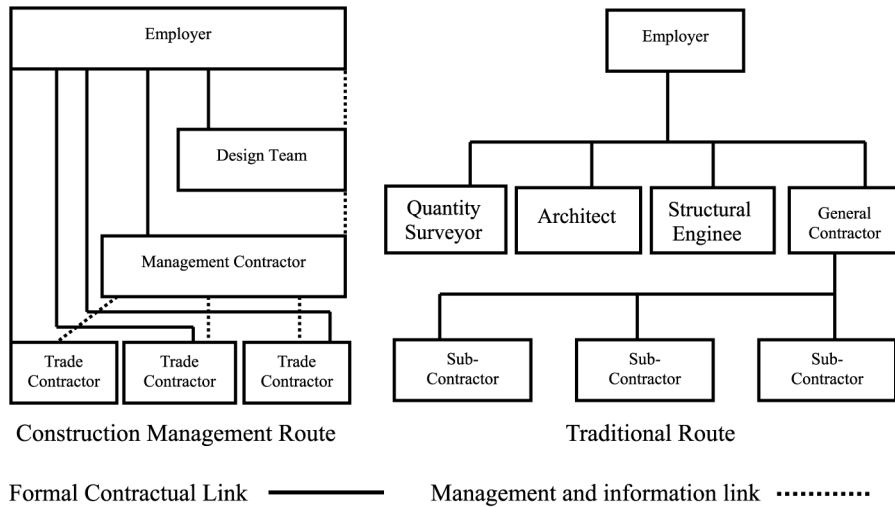 Employer
Design Team
Management Contractor
Trade
Contractor
Trade
Contractor
Trade
Contractor
Construction Management Route
Employer
Quantity
Surveyor
Architect
Structural
Enginee
General
Contractor
Sub-
Contractor
Sub-
Contractor
Sub-
Contractor
Traditional Route
Formal Contractual Link
Management and information link